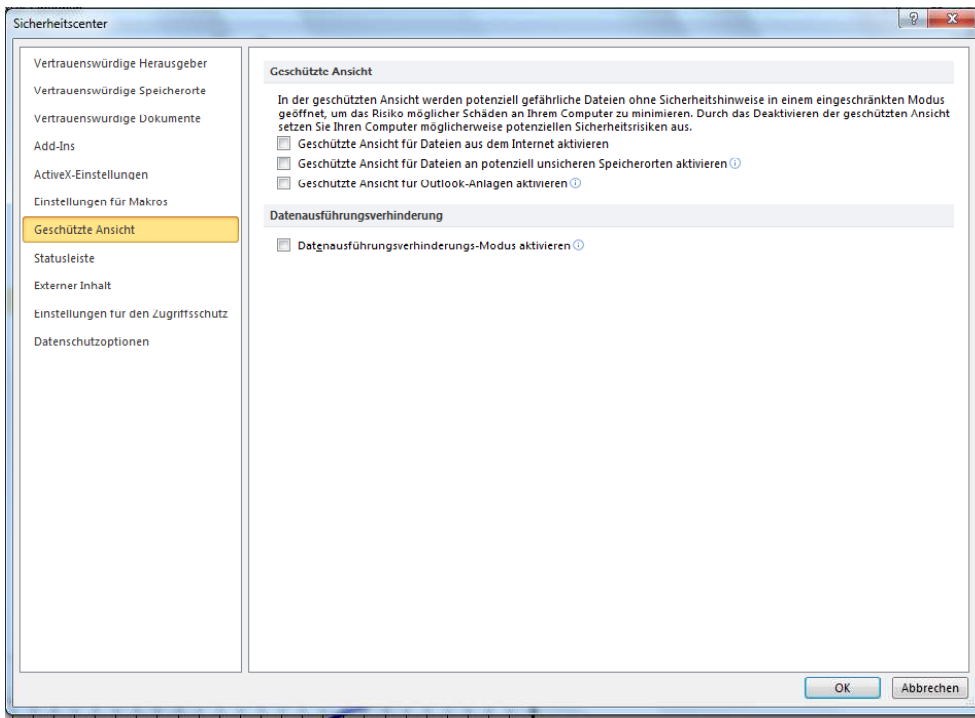 Sicherheitscenter
Vertrauenswürdige Herausgeber
Vertrauenswürdige Speicherorte
Vertrauenswürdige Dokumente
Add-Ins
ActiveX-Einstellungen
Einstellungen für Makros
Geschützte Ansicht
Statusleiste
Externer Inhalt
Einstellungen für den Zugriffsschutz
Datenschutzoptionen
Geschützte Ansicht
In der geschützten Ansicht werden potenziell gefährliche Dateien ohne Sicherheitshinweise in einem eingeschränkten Modus
geöffnet, um das Risiko möglicher Schäden an Ihrem Computer zu minimieren. Durch das Deaktivieren der geschützten Ansicht
setzen Sie Ihren Computer möglicherweise potenziellen Sicherheitsrisiken aus.
Geschützte Ansicht für Dateien aus dem Internet aktivieren
Geschützte Ansicht für Dateien an potenziell unsicheren Speicherorten aktivieren
Geschützte Ansicht für Outlook-Anlagen aktivieren
Datenausführungsverhinderung
Datenausführungsverhinderungs-Modus aktivieren
OK
Abbrechen